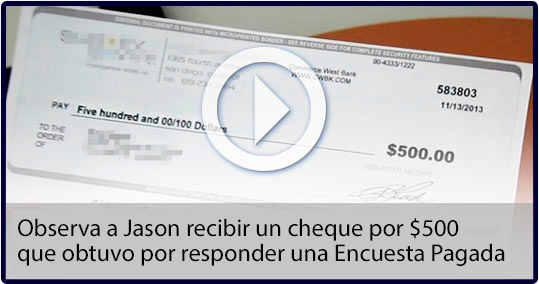 ORIGINAL DOCUMENT IS PRINTED WITH MICROPRINTED BORDER - SEE REVERSE SIDE FOR COMPLETE SECURITY FEATURES
90-4333/1222
Commerce West Bank
WWW.CWBK.COM
583803
11/13/2013
PAY Five hundred and 00/100 Dollars
$500.00
TO THE
ORDER
OF
VOID AFTER 180 DAYS
Observa a Jason recibir un cheque por $500
que obtuvo por responder una Encuesta Pagada